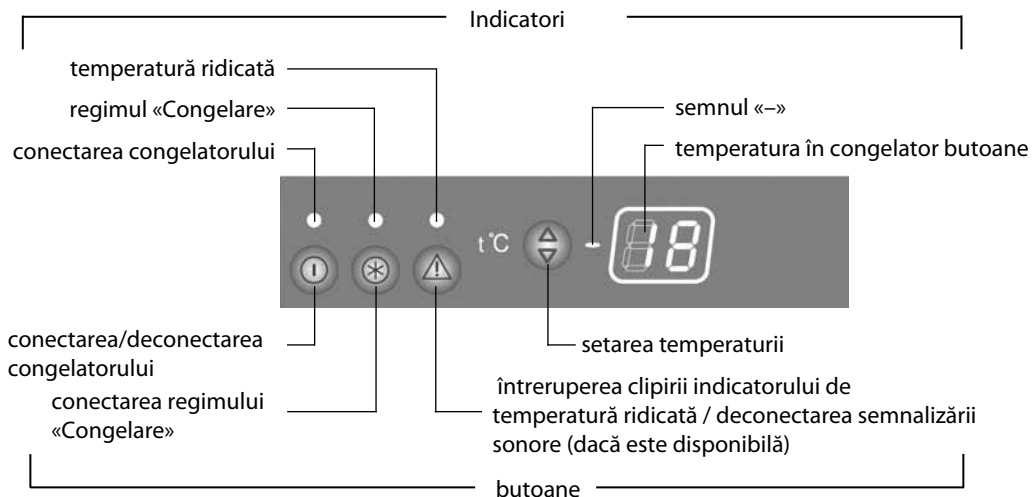 Indicatori
temperatură ridicată
regimul «Congelare»
conectarea congelatorului
semnul «–»
temperatura în congelator butoane
t°C
-18
conectarea/deconectarea
congelatorului
conectarea regimului
«Congelare»
setarea temperaturii
întreruperea clipirii indicatorului de
temperatură ridicată / deconectarea semnalizării
sonore (dacă este disponibilă)
butoane